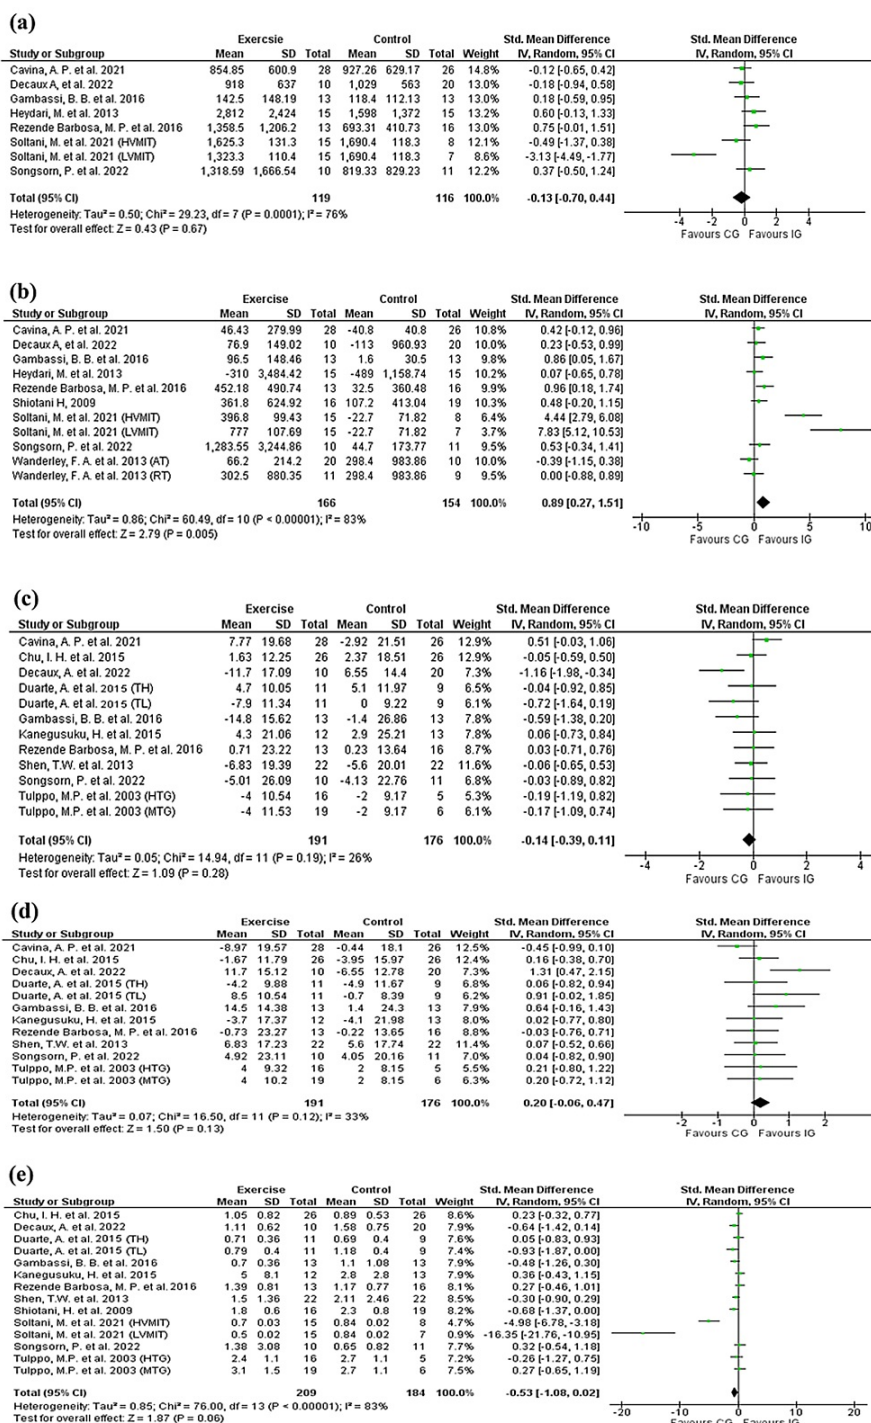 (a)
Exercsie Control Std. Mean Difference Std. Mean Difference
Study or Subgroup Mean SD Total Mean SD Total Weight IV, Random, 95% CI IV, Random, 95% CI
Cavina, A. P. et al. 2021 854.85 600.9 28 927.26 629.17 26 14.8% -0.12 [-0.65, 0.42]
Decaux A, et al. 2022 918 637 10 1,029 563 20 13.0% -0.18 [-0.94, 0.58]
Gambassi, B. B. et al. 2016 142.5 148.19 13 118.4 112.13 13 13.0% 0.18 [-0.59, 0.95]
Heydari, M. et al. 2013 2,812 2,424 15 1,598 1,372 15 13.4% 0.60 [-0.13, 1.33]
Rezende Barbosa, M. P. et al. 2016 1,358.5 1,206.2 13 693.31 410.73 16 13.2% 0.75 [-0.01, 1.51]
Soltani, M. et al. 2021 (HVMIT) 1,625.3 131.3 15 1,690.4 118.3 8 12.1% -0.49 [-1.37, 0.38]
Soltani, M. et al. 2021 (LVMIT) 1,323.3 110.4 15 1,690.4 118.3 7 8.6% -3.13 [-4.49, -1.77]
Songsorn, P. et al. 2022 1,318.59 1,666.54 10 819.33 829.23 11 12.2% 0.37 [-0.50, 1.24]
Total (95% CI) 119 116 100.0% -0.13 [-0.70, 0.44]
Heterogeneity: Tau² = 0.50; Chi² = 29.23, df = 7 (P = 0.0001); I² = 76%
Test for overall effect: Z = 0.43 (P = 0.67)
-4 -2 0 2 4
Favours CG Favours IG
(b)
Exercise Control Std. Mean Difference Std. Mean Difference
Study or Subgroup Mean SD Total Mean SD Total Weight IV, Random, 95% CI IV, Random, 95% CI
Cavina, A. P. et al. 2021 46.43 279.99 28 -40.8 40.8 26 10.8% 0.42 [-0.12, 0.96]
Decaux A, et al. 2022 76.9 149.02 10 -113 960.93 20 10.2% 0.23 [-0.53, 0.99]
Gambassi, B. B. et al. 2016 96.5 148.46 13 1.6 30.5 13 9.8% 0.86 [0.05, 1.67]
Heydari, M. et al. 2013 -310 3,484.42 15 -489 1,158.74 15 10.2% 0.07 [-0.65, 0.78]
Rezende Barbosa, M. P. et al. 2016 452.18 490.74 13 32.5 360.48 16 10.0% 0.96 [0.18, 1.74]
Shiotani H, 2009 361.8 624.92 16 107.2 413.04 19 10.4% 0.48 [-0.20, 1.15]
Soltani, M. et al. 2021 (HVMIT) 396.8 99.43 15 -22.7 71.82 8 6.4% 4.44 [2.79, 6.08]
Soltani, M. et al. 2021 (LVMIT) 777 107.69 15 -22.7 71.82 7 3.7% 7.83 [5.12, 10.53]
Songsorn, P. et al. 2022 1,283.55 3,244.86 10 44.7 173.77 11 9.6% 0.53 [-0.34, 1.41]
Wanderley, F. A. et al. 2013 (AT) 66.2 214.2 20 298.4 983.86 10 10.0% -0.39 [-1.15, 0.38]
Wanderley, F. A. et al. 2013 (RT) 302.5 880.35 11 298.4 983.86 9 9.5% 0.00 [-0.88, 0.89]
Total (95% CI) 166 154 100.0% 0.89 [0.27, 1.51]
Heterogeneity: Tau² = 0.86; Chi² = 60.49, df = 10 (P < 0.00001); I² = 83%
Test for overall effect: Z = 2.79 (P = 0.005)
-10 -5 0 5 10
Favours CG Favours IG
(c)
Exercise Control Std. Mean Difference Std. Mean Difference
Study or Subgroup Mean SD Total Mean SD Total Weight IV, Random, 95% CI IV, Random, 95% CI
Cavina, A. P. et al. 2021 7.77 19.68 28 -2.92 21.51 26 12.9% 0.51 [-0.03, 1.06]
Chu, I. H. et al. 2015 1.63 12.25 26 2.37 18.51 26 12.9% -0.05 [-0.59, 0.50]
Decaux, A. et al. 2022 -11.7 17.09 10 6.55 14.4 20 7.3% -1.16 [-1.98, -0.34]
Duarte, A. et al. 2015 (TH) 4.7 10.05 11 5.1 11.97 9 6.5% -0.04 [-0.92, 0.85]
Duarte, A. et al. 2015 (TL) -7.9 11.34 11 0 9.22 9 6.1% -0.72 [-1.64, 0.19]
Gambassi, B. B. et al. 2016 -14.8 15.62 13 -1.4 26.86 13 7.8% -0.59 [-1.38, 0.20]
Kanegusuku, H. et al. 2015 4.3 21.06 12 2.9 25.21 13 7.8% 0.06 [-0.73, 0.84]
Rezende Barbosa, M. P. et al. 2016 0.71 23.22 13 0.23 13.64 16 8.7% 0.03 [-0.71, 0.76]
Shen, T.W. et al. 2013 -6.83 19.39 22 -5.6 20.01 22 11.6% -0.06 [-0.65, 0.53]
Songsorn, P. et al. 2022 -5.01 26.09 10 -4.13 22.76 11 6.8% -0.03 [-0.89, 0.82]
Tulppo, M.P. et al. 2003 (HTG) -4 10.54 16 -2 9.17 5 5.3% -0.19 [-1.19, 0.82]
Tulppo, M.P. et al. 2003 (MTG) -4 11.53 19 -2 9.17 6 6.1% -0.17 [-1.09, 0.74]
Total (95% CI) 191 176 100.0% -0.14 [-0.39, 0.11]
Heterogeneity: Tau² = 0.05; Chi² = 14.94, df = 11 (P = 0.19); I² = 26%
Test for overall effect: Z = 1.09 (P = 0.28)
-4 -2 0 2 4
Favours CG Favours IG
(d)
Exercise Control Std. Mean Difference Std. Mean Difference
Study or Subgroup Mean SD Total Mean SD Total Weight IV, Random, 95% CI IV, Random, 95% CI
Cavina, A. P. et al. 2021 -8.97 19.57 28 -0.44 18.1 26 12.5% -0.45 [-0.99, 0.10]
Chu, I. H. et al. 2015 -1.67 11.79 26 -3.95 15.97 26 12.4% 0.16 [-0.38, 0.70]
Decaux, A. et al. 2022 11.7 15.12 10 -6.55 12.78 20 7.3% 1.31 [0.47, 2.15]
Duarte, A. et al. 2015 (TH) -4.2 9.88 11 -4.9 11.67 9 6.8% 0.06 [-0.82, 0.94]
Duarte, A. et al. 2015 (TL) 8.5 10.54 11 -0.7 8.39 9 6.2% 0.91 [-0.02, 1.85]
Gambassi, B. B. et al. 2016 14.5 14.38 13 1.4 24.3 13 7.8% 0.64 [-0.16, 1.43]
Kanegusuku, H. et al. 2015 -3.7 17.37 12 -4.1 21.98 13 8.0% 0.02 [-0.77, 0.80]
Rezende Barbosa, M. P. et al. 2016 -0.73 23.27 13 -0.22 13.65 16 8.8% -0.03 [-0.76, 0.71]
Shen, T.W. et al. 2013 6.83 17.23 22 5.6 17.74 22 11.4% 0.07 [-0.52, 0.66]
Songsorn, P. et al. 2022 4.92 23.11 10 4.05 20.16 11 7.0% 0.04 [-0.82, 0.90]
Tulppo, M.P. et al. 2003 (HTG) 4 9.32 16 2 8.15 5 5.5% 0.21 [-0.80, 1.22]
Tulppo, M.P. et al. 2003 (MTG) 4 10.2 19 2 8.15 6 6.3% 0.20 [-0.72, 1.12]
Total (95% CI) 191 176 100.0% 0.20 [-0.06, 0.47]
Heterogeneity: Tau² = 0.07; Chi² = 16.50, df = 11 (P = 0.12); I² = 33%
Test for overall effect: Z = 1.50 (P = 0.13)
-2 -1 0 1 2
Favours CG Favours IG
(e)
Exercise Control Std. Mean Difference Std. Mean Difference
Study or Subgroup Mean SD Total Mean SD Total Weight IV, Random, 95% CI IV, Random, 95% CI
Chu, I. H. et al. 2015 1.05 0.82 26 0.89 0.53 26 8.6% 0.23 [-0.32, 0.77]
Decaux, A. et al. 2022 1.11 0.62 10 1.58 0.75 20 7.9% -0.64 [-1.42, 0.14]
Duarte, A. et al. 2015 (TH) 0.71 0.36 11 0.69 0.4 9 7.6% 0.05 [-0.83, 0.93]
Duarte, A. et al. 2015 (TL) 0.79 0.4 11 1.18 0.4 9 7.4% -0.93 [-1.87, 0.00]
Gambassi, B. B. et al. 2016 0.7 0.36 13 1.1 1.08 13 7.9% -0.48 [-1.26, 0.30]
Kanegusuku, H. et al. 2015 5 8.1 12 2.8 2.8 13 7.9% 0.36 [-0.43, 1.15]
Rezende Barbosa, M. P. et al. 2016 1.39 0.81 13 1.17 0.77 16 8.0% 0.27 [-0.46, 1.01]
Shen, T.W. et al. 2013 1.5 1.36 22 2.11 2.46 22 8.5% -0.30 [-0.90, 0.29]
Shiotani, H. et al. 2009 1.8 0.6 16 2.3 0.8 19 8.2% -0.68 [-1.37, 0.00]
Soltani, M. et al. 2021 (HVMIT) 0.7 0.03 15 0.84 0.02 8 4.7% -4.98 [-6.78, -3.18]
Soltani, M. et al. 2021 (LVMIT) 0.5 0.02 15 0.84 0.02 7 0.9% -16.35 [-21.76, -10.95]
Songsorn, P. et al. 2022 1.38 3.08 10 0.65 0.82 11 7.6% 0.32 [-0.54, 1.18]
Tulppo, M.P. et al. 2003 (HTG) 2.4 1.1 16 2.7 1.1 5 7.2% -0.26 [-1.27, 0.75]
Tulppo, M.P. et al. 2003 (MTG) 3.1 1.5 19 2.7 1.1 6 7.5% 0.27 [-0.65, 1.19]
Total (95% CI) 209 184 100.0% -0.53 [-1.08, 0.02]
Heterogeneity: Tau² = 0.85; Chi² = 76.00, df = 13 (P < 0.00001); I² = 83%
Test for overall effect: Z = 1.87 (P = 0.06)
-20 -10 0 10 20
Favours CG Favours IG